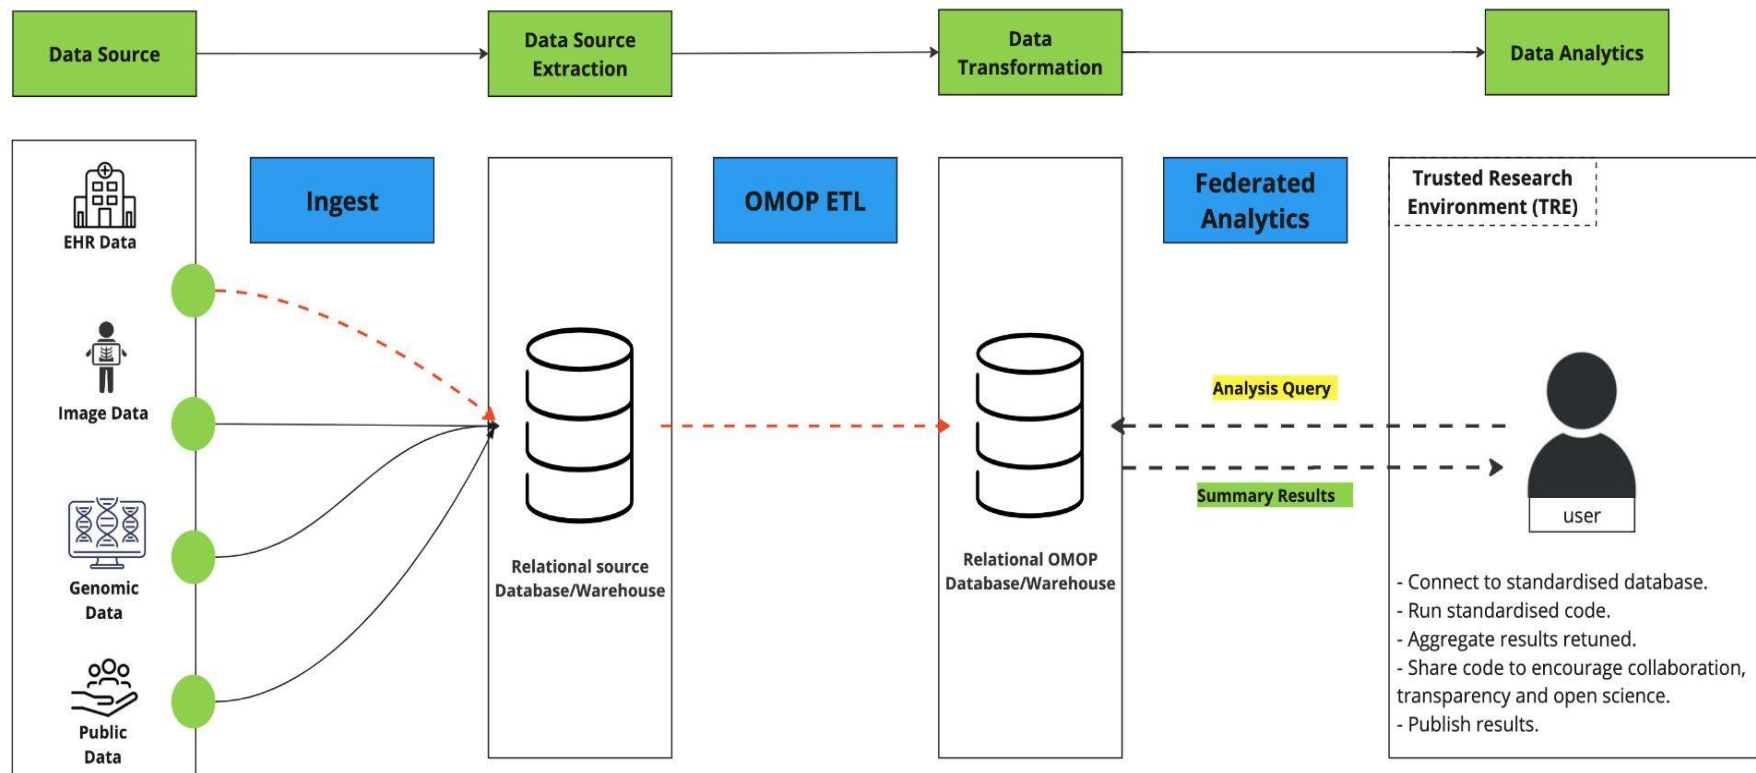 Data Source
Data Source
Extraction
Data
Transformation
Data Analytics
EHR Data
Image Data
Genomic
Data
Public
Data
Ingest
Relational source
Database/Warehouse
OMOP ETL
Relational OMOP
Database/Warehouse
Federated
Analytics
Analysis Query
Summary Results
Trusted Research
Environment (TRE)
user
- Connect to standardised database.
- Run standardised code.
- Aggregate results retuned.
- Share code to encourage collaboration,
transparency and open science.
- Publish results.